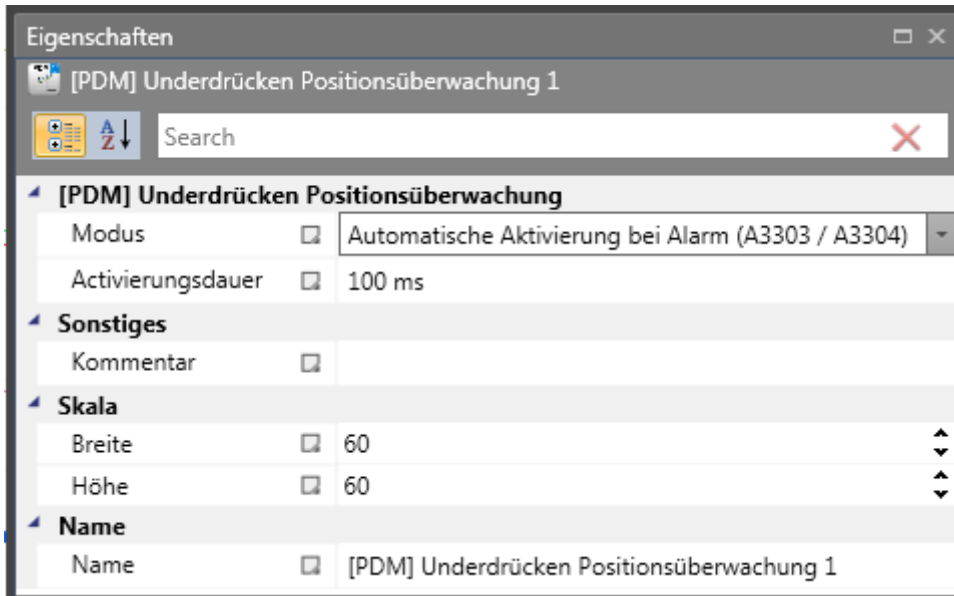 Eigenschaften
[PDM] Underdrücken Positionsüberwachung 1
A Z Search
[PDM] Underdrücken Positionsüberwachung
Modus Automatische Aktivierung bei Alarm (A3303 / A3304)
Activierungsdauer 100 ms
Sonstiges
Kommentar
Skala
Breite 60
Höhe 60
Name
Name [PDM] Underdrücken Positionsüberwachung 1